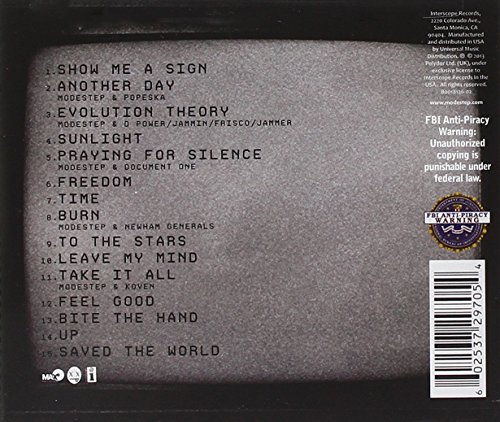 1. SHOW ME A SIGN
2. ANOTHER DAY
MODESTEP & POPESKA
3. EVOLUTION THEORY
MODESTEP & D POWER/JAMMIN/FRISCO/JAMMER
4. SUNLIGHT
5. PRAYING FOR SILENCE
MODESTEP & DOCUMENT ONE
6. FREEDOM
7. TIME
8. BURN
MODESTEP & NEWHAM GENERALS
9. TO THE STARS
10. LEAVE MY MIND
11. TAKE IT ALL
MODESTEP & KOVEN
12. FEEL GOOD
13. BITE THE HAND
14. UP
15. SAVED THE WORLD
Interscope Records,
2220 Colorado Ave.,
Santa Monica, CA
90404. Manufactured
and distributed in USA
by Universal Music
Distribution. ℗ © 2013
Polydor Ltd. (UK), under
exclusive license to
Interscope Records in the
USA. All rights reserved.
www.modestep.com
FBI Anti-Piracy
Warning:
Unauthorized
copying is
punishable under
federal law.
FBI ANTI-PIRACY
WARNING
6 02537 29705 4